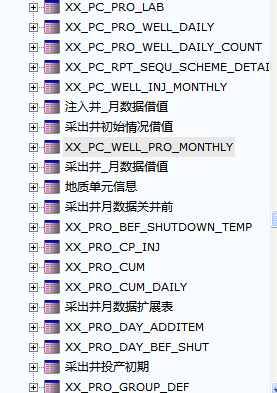 XX_PC_PRO_LAB
XX_PC_PRO_WELL_DAILY
XX_PC_PRO_WELL_DAILY_COUNT
XX_PC_RPT_SEQU_SCHEME_DETAI
XX_PC_WELL_INJ_MONTHLY
注入井_月数据借值
采出井初始情况借值
XX_PC_WELL_PRO_MONTHLY
采出井_月数据借值
地质单元信息
采出井月数据关井前
XX_PRO_BEF_SHUTDOWN_TEMP
XX_PRO_CP_INJ
XX_PRO_CUM
XX_PRO_CUM_DAILY
采出井月数据扩展表
XX_PRO_DAY_ADDITEM
XX_PRO_DAY_BEF_SHUT
采出井投产初期
XX_PRO_GROUP_DEF